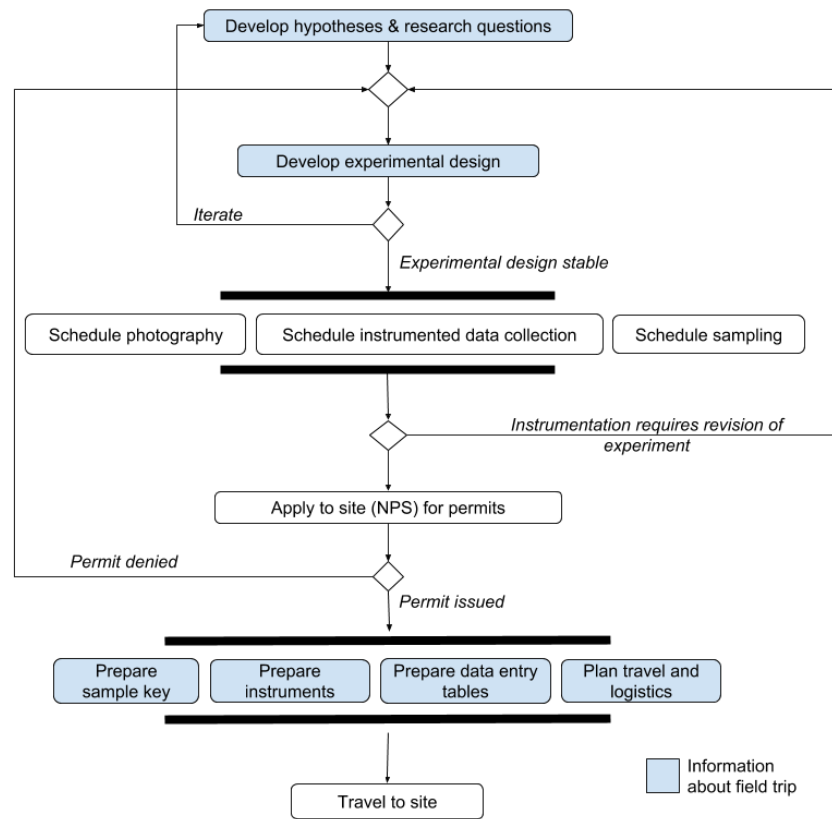 Develop hypotheses & research questions
Develop experimental design
Iterate
Experimental design stable
Schedule photography
Schedule instrumented data collection
Schedule sampling
Instrumentation requires revision of
experiment
Apply to site (NPS) for permits
Permit denied
Permit issued
Prepare
sample key
Prepare
instruments
Prepare data entry
tables
Plan travel and
logistics
Travel to site
Information
about field trip